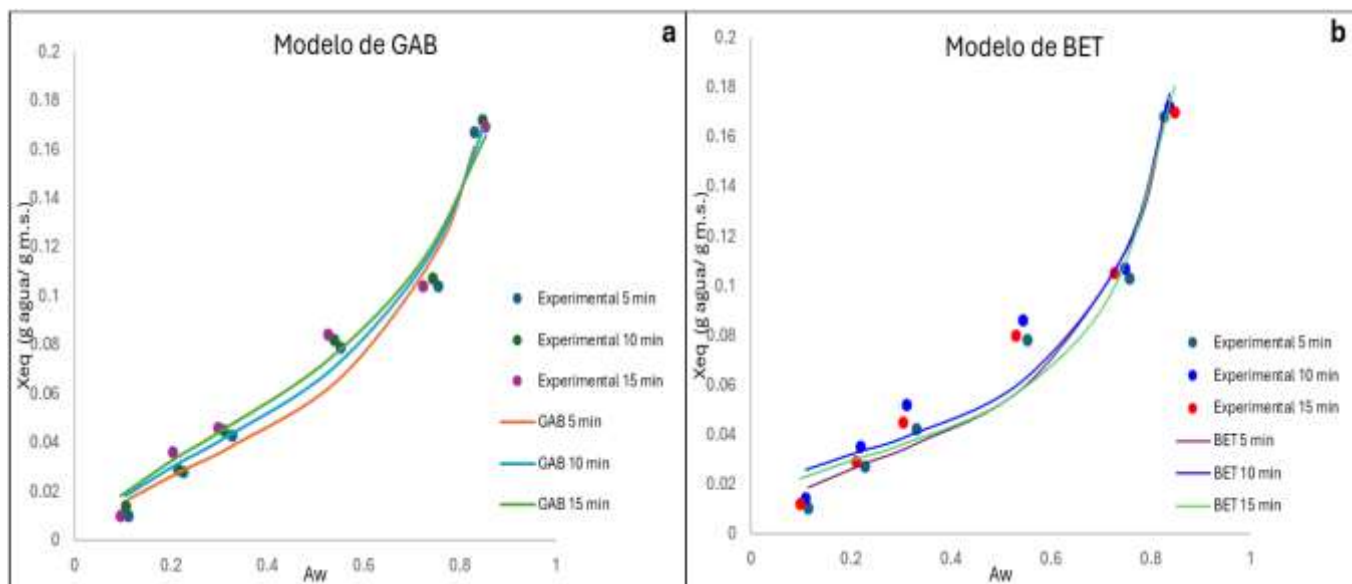 Modelo de GAB
a
0.2
0.18
0.16
0.14
0.12
0.1
0.08
0.06
0.04
0.02
0
0
0.2
0.4
0.6
0.8
1
Xeq (g agua/ g m.s.)
Aw
Experimental 5 min
Experimental 10 min
Experimental 15 min
GAB 5 min
GAB 10 min
GAB 15 min
Modelo de BET
b
0.2
0.18
0.16
0.14
0.12
0.1
0.08
0.06
0.04
0.02
0
0
0.2
0.4
0.6
0.8
1
Xeq (g agua/ g m.s.)
Aw
Experimental 5 min
Experimental 10 min
Experimental 15 min
BET 5 min
BET 10 min
BET 15 min